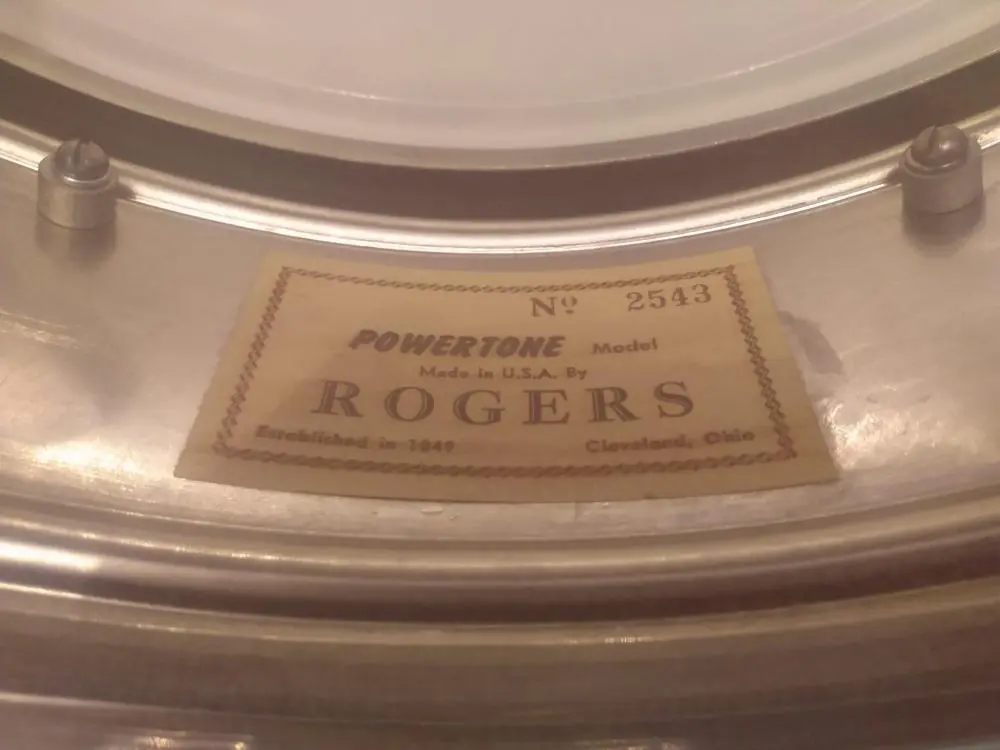 Nº 2543
POWERTONE Model
Made in U.S.A. By
ROGERS
Established in 1849 Cleveland, Ohio